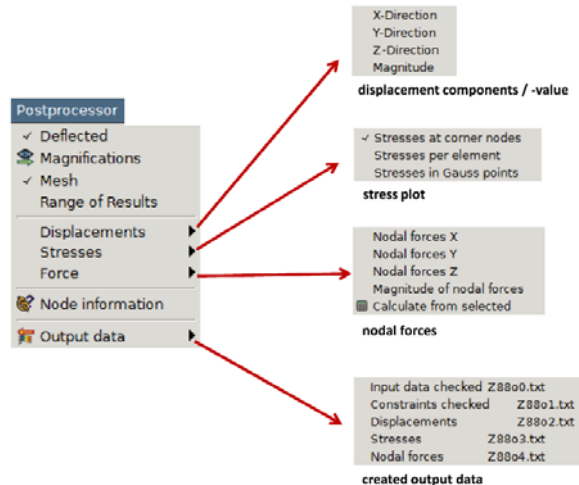 X-Direction
Y-Direction
Z-Direction
Magnitude
displacement components / -value
Postprocessor
✓ Deflected
Magnifications
✓ Mesh
Range of Results
Displacements
Stresses
Force
Node information
Output data
✓ Stresses at corner nodes
Stresses per element
Stresses in Gauss points
stress plot
Nodal forces X
Nodal forces Y
Nodal forces Z
Magnitude of nodal forces
Calculate from selected
nodal forces
Input data checked Z88o0.txt
Constraints checked Z88o1.txt
Displacements Z88o2.txt
Stresses Z88o3.txt
Nodal forces Z88o4.txt
created output data